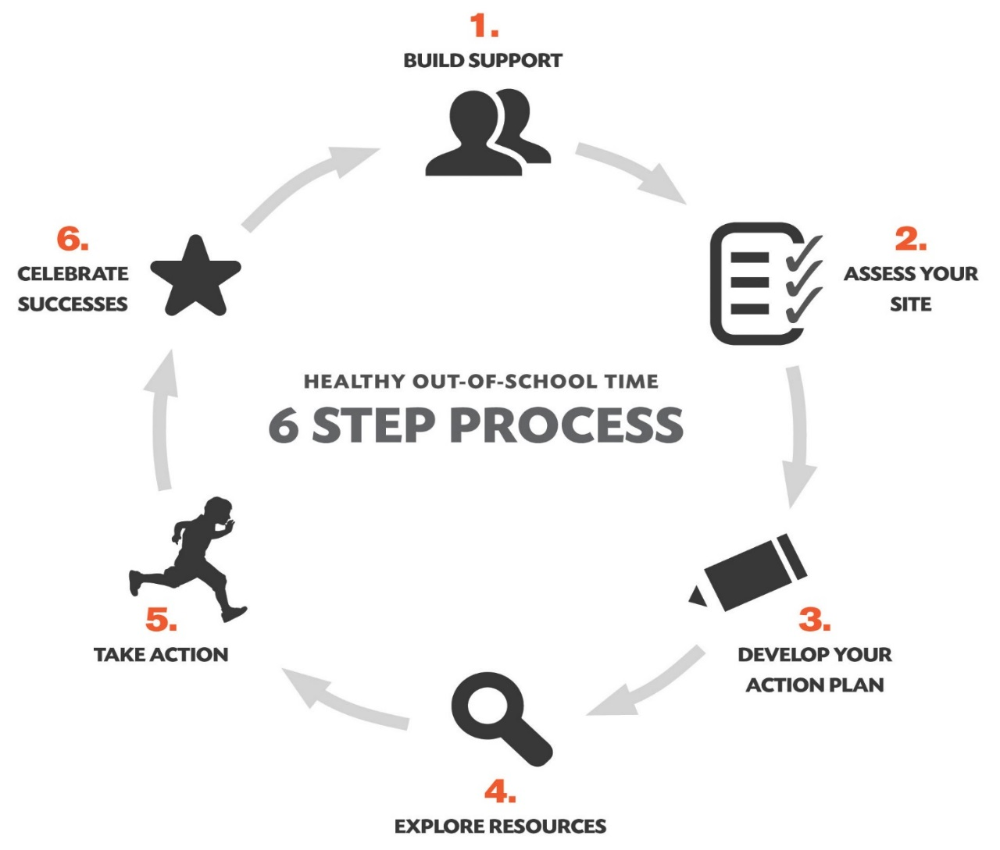 1.
BUILD SUPPORT
2.
ASSESS YOUR
SITE
3.
DEVELOP YOUR
ACTION PLAN
4.
EXPLORE RESOURCES
5.
TAKE ACTION
6.
CELEBRATE
SUCCESSES
HEALTHY OUT-OF-SCHOOL TIME
6 STEP PROCESS